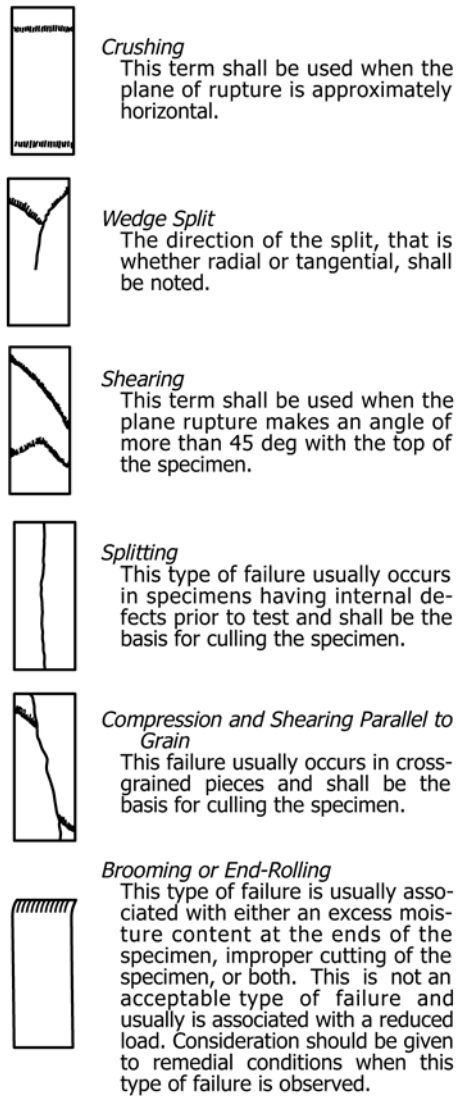 Crushing
This term shall be used when the
plane of rupture is approximately
horizontal.
Wedge Split
The direction of the split, that is
whether radial or tangential, shall
be noted.
Shearing
This term shall be used when the
plane rupture makes an angle of
more than 45 deg with the top of
the specimen.
Splitting
This type of failure usually occurs
in specimens having internal de-
fects prior to test and shall be the
basis for culling the specimen.
Compression and Shearing Parallel to
Grain
This failure usually occurs in cross-
grained pieces and shall be the
basis for culling the specimen.
Brooming or End-Rolling
This type of failure is usually asso-
ciated with either an excess mois-
ture content at the ends of the
specimen, improper cutting of the
specimen, or both. This is not an
acceptable type of failure and
usually is associated with a reduced
load. Consideration should be given
to remedial conditions when this
type of failure is observed.